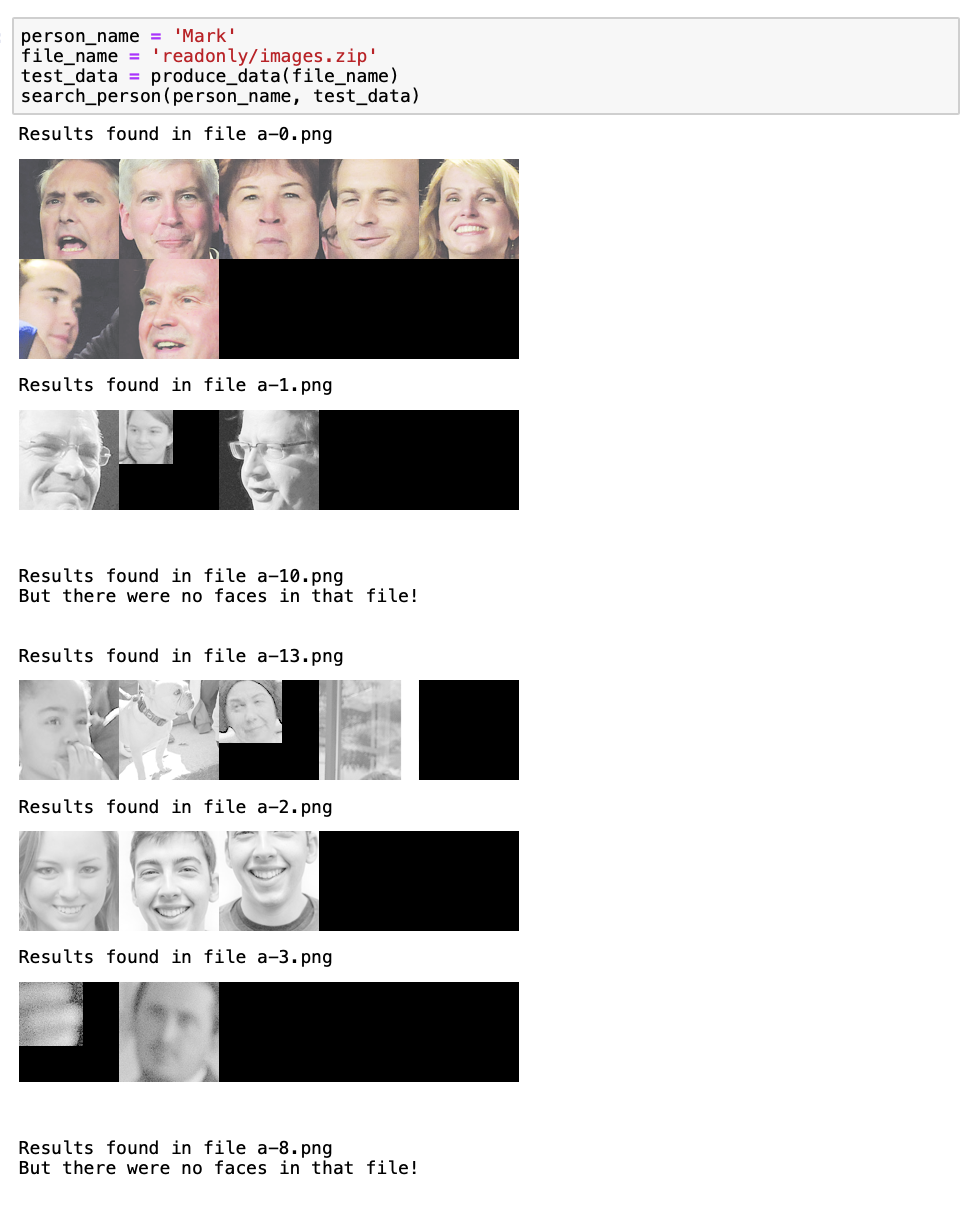 person_name = 'Mark'
file_name = 'readonly/images.zip'
test_data = produce_data(file_name)
search_person(person_name, test_data)
Results found in file a-0.png
Results found in file a-1.png
Results found in file a-10.png
But there were no faces in that file!
Results found in file a-13.png
Results found in file a-2.png
Results found in file a-3.png
Results found in file a-8.png
But there were no faces in that file!